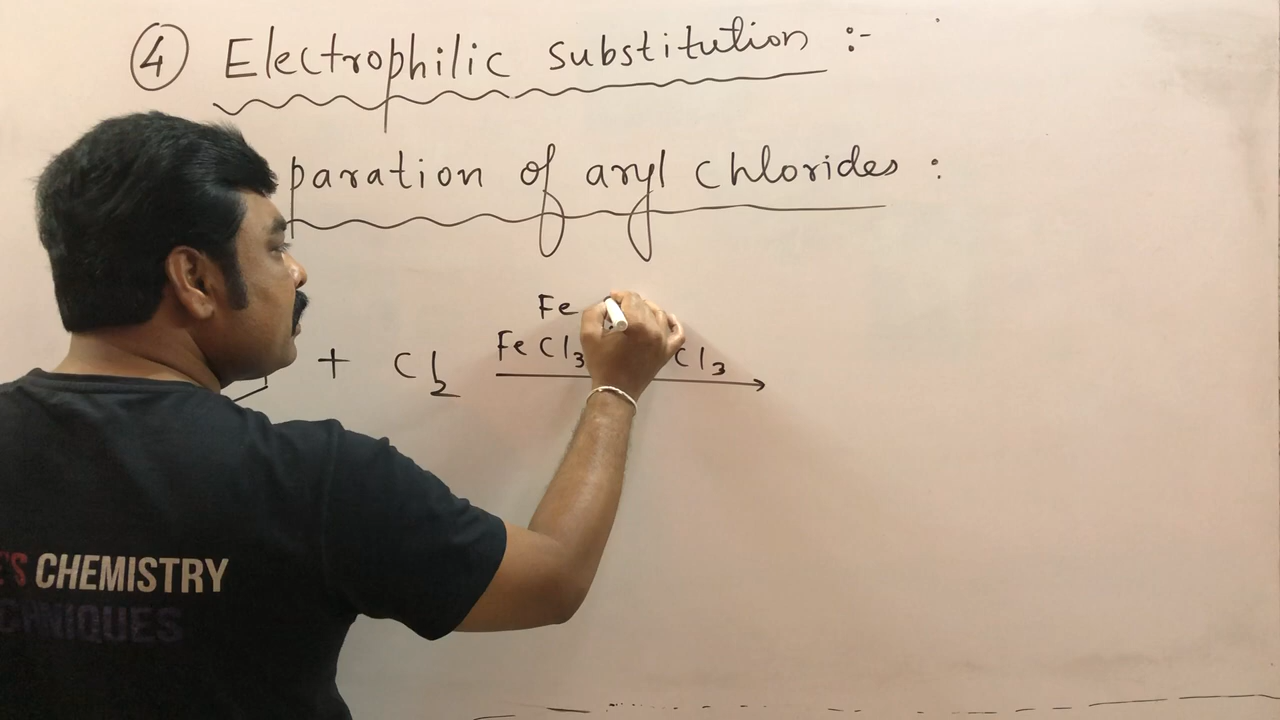 ④ Electrophilic substitution :-
paration of aryl chlorides :
Fe
+ Cl₂ FeCl₃ Cl₃
CHEMISTRY